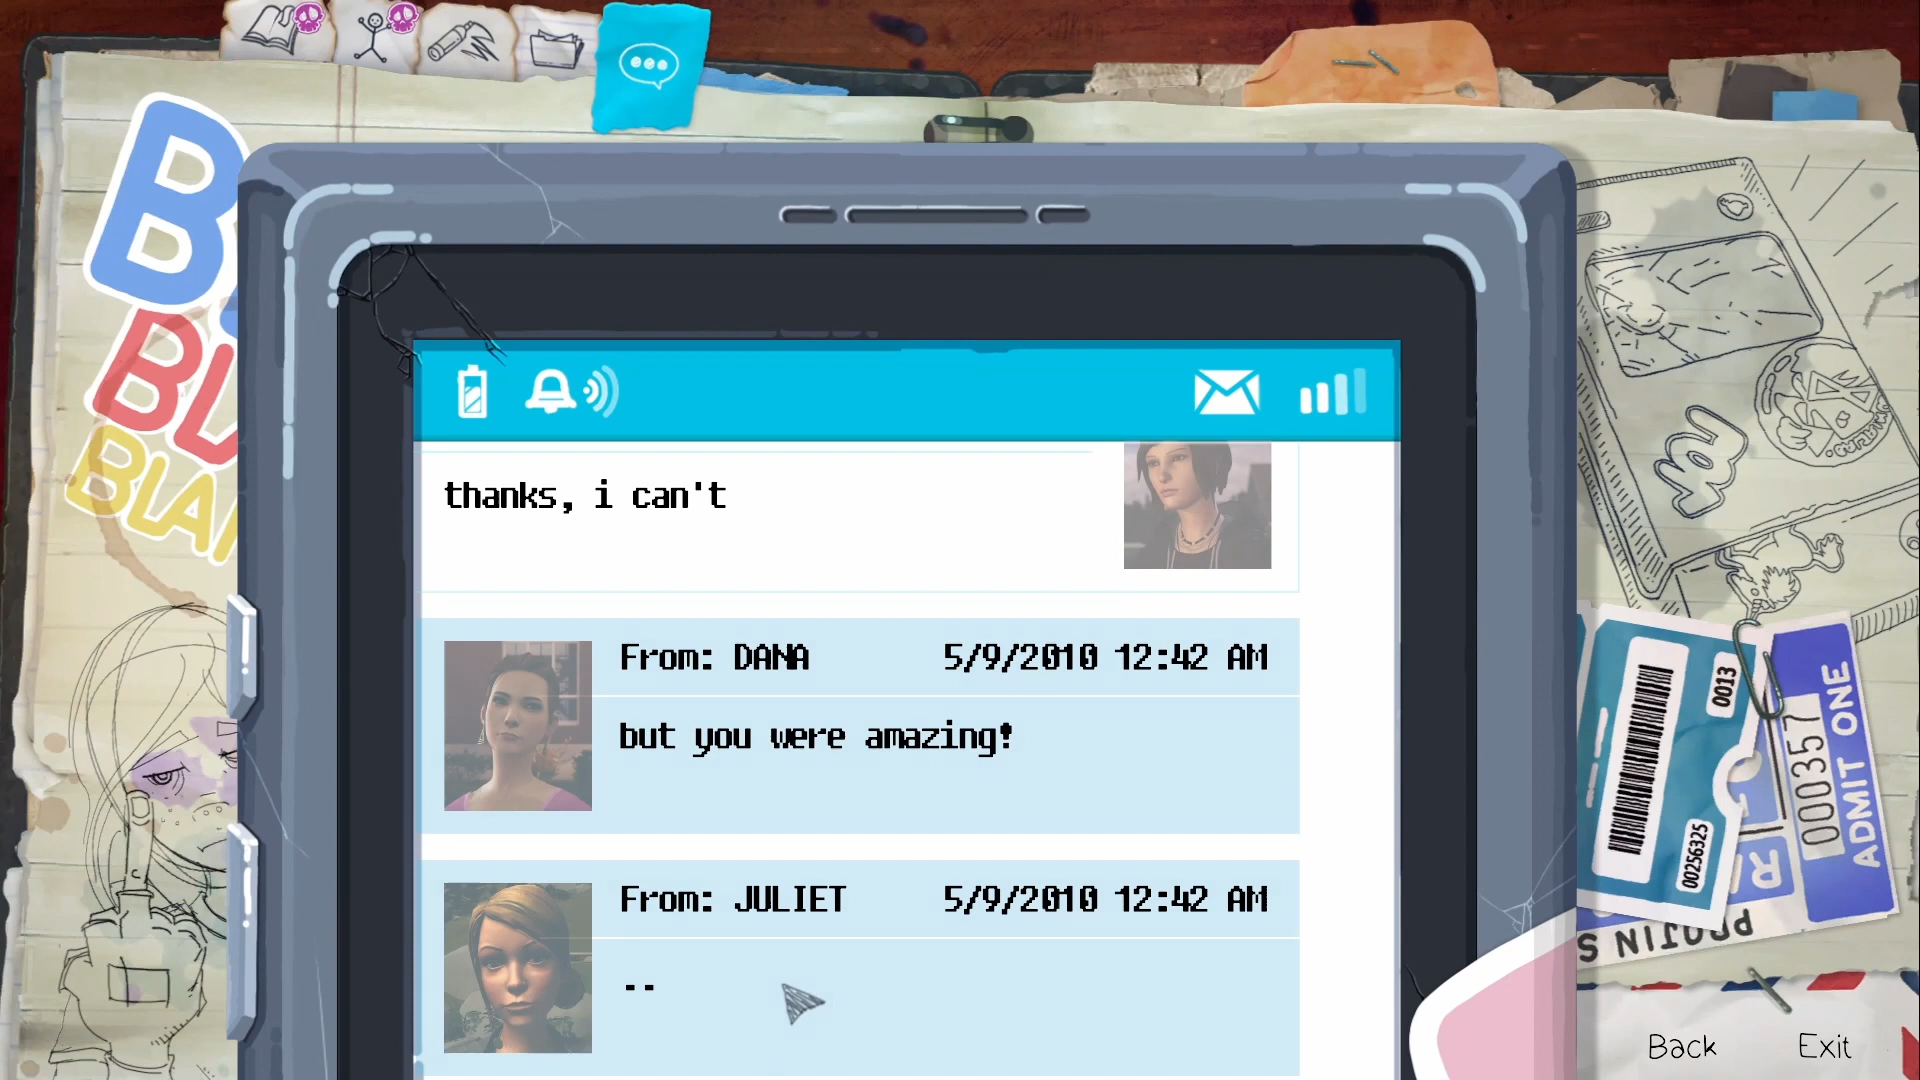 thanks, i can't
From: DANA 5/9/2010 12:42 AM
but you were amazing!
From: JULIET 5/9/2010 12:42 AM
--
0013
00256325
000357
ADMIT ONE
Back
Exit